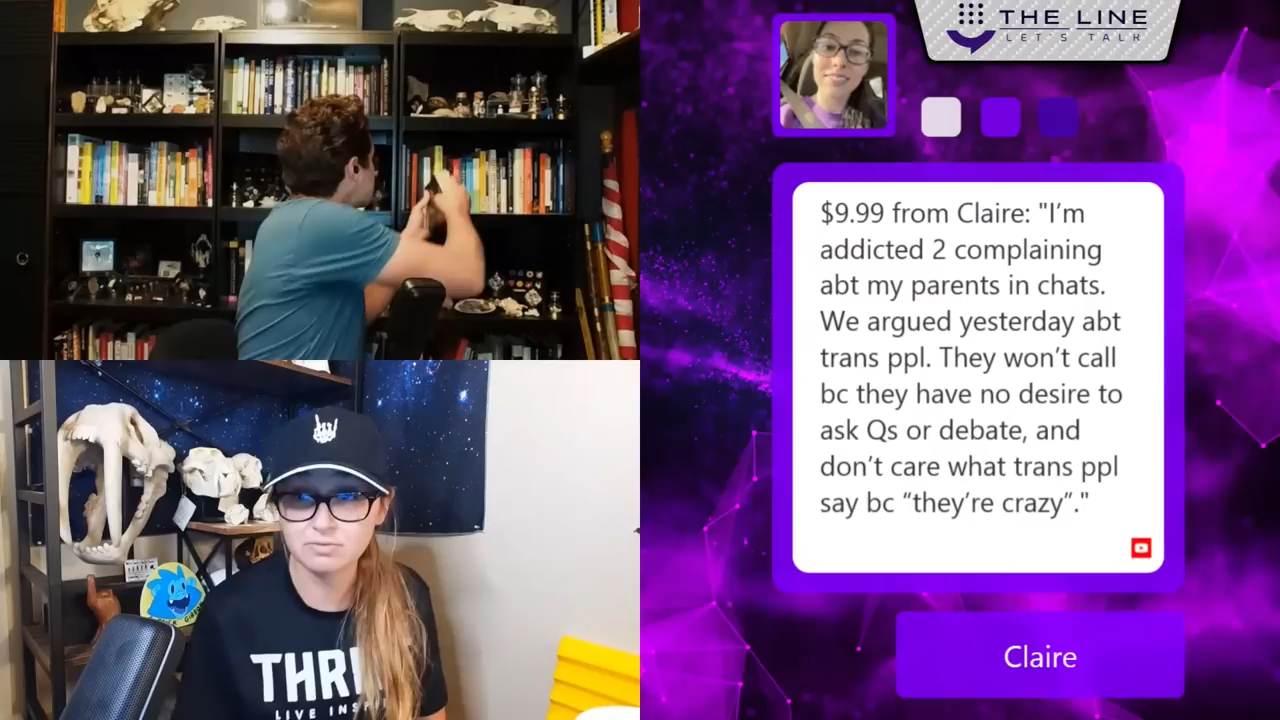 THE LINE
LET'S TALK
$9.99 from Claire: "I'm
addicted 2 complaining
abt my parents in chats.
We argued yesterday abt
trans ppl. They won't call
bc they have no desire to
ask Qs or debate, and
don't care what trans ppl
say bc “they're crazy”."
Claire
LIVE